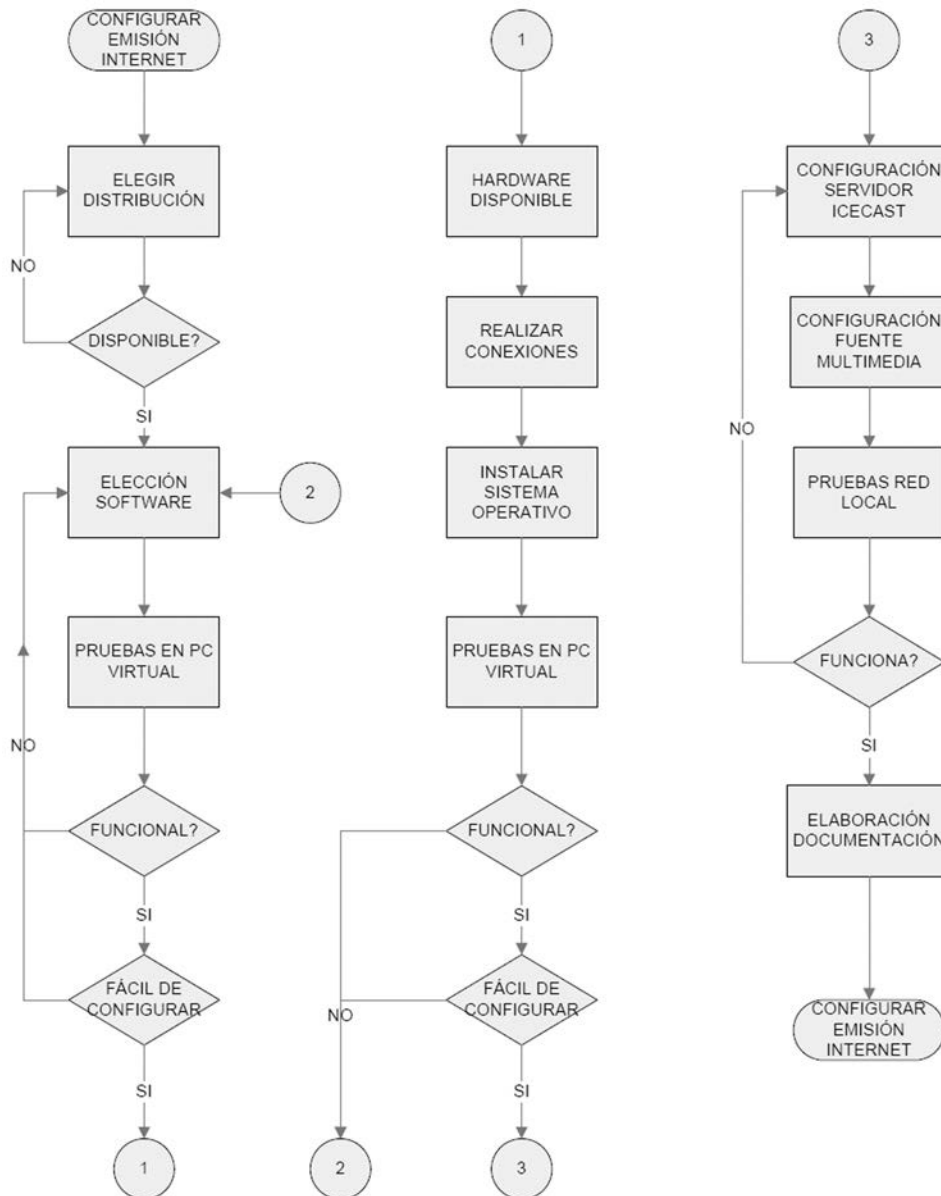 CONFIGURAR
EMISIÓN
INTERNET
ELEGIR
DISTRIBUCIÓN
NO
DISPONIBLE?
SI
ELECCIÓN
SOFTWARE
2
PRUEBAS EN PC
VIRTUAL
NO
FUNCIONAL?
SI
FÁCIL DE
CONFIGURAR
SI
1
1
HARDWARE
DISPONIBLE
REALIZAR
CONEXIONES
INSTALAR
SISTEMA
OPERATIVO
PRUEBAS EN PC
VIRTUAL
FUNCIONAL?
SI
FÁCIL DE
CONFIGURAR
NO
SI
2
3
3
CONFIGURACIÓN
SERVIDOR
ICECAST
CONFIGURACIÓN
FUENTE
MULTIMEDIA
NO
PRUEBAS RED
LOCAL
FUNCIONA?
SI
ELABORACIÓN
DOCUMENTACIÓN
CONFIGURAR
EMISIÓN
INTERNET